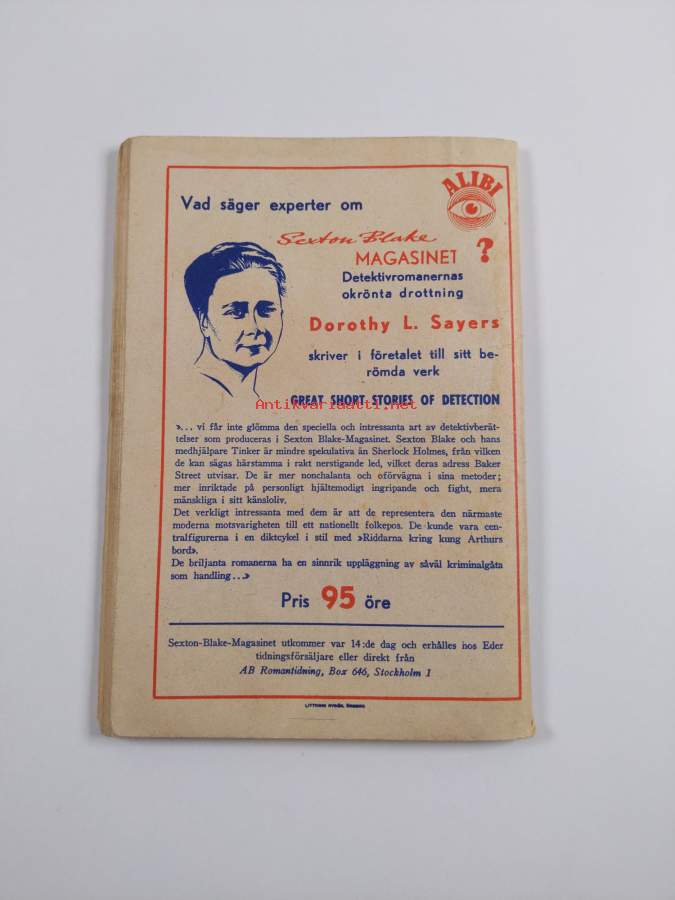 ALIBI
Vad säger experter om
Sexton Blake
MAGASINET ?
Detektivromanernas
okrönta drottning
Dorothy L. Sayers
skriver i företalet till sitt be-
römda verk
GREAT SHORT STORIES OF DETECTION
Antikvariaatti.net
»... vi får inte glömma den speciella och intressanta art av detektivberät-
telser som produceras i Sexton Blake-Magasinet. Sexton Blake och hans
medhjälpare Tinker är mindre spekulativa än Sherlock Holmes, från vilken
de kan sägas härstamma i rakt nerstigande led, vilket deras adress Baker
Street utvisar. De är mer nonchalanta och oförvägna i sina metoder;
mer inriktade på personligt hjältemodigt ingripande och fight, mera
mänskliga i sitt känsloliv.
Det verkligt intressanta med dem är att de representera den närmaste
moderna motsvarigheten till ett nationellt folkepos. De kunde vara cen-
tralfigurerna i en diktcykel i stil med »Riddarna kring kung Arthurs
bord».
De briljanta romanerna ha en sinnrik uppläggning av såväl kriminalgåta
som handling...»
Pris 95 öre
Sexton-Blake-Magasinet utkommer var 14:de dag och erhålles hos Eder
tidningsförsäljare eller direkt från
AB Romantidning, Box 646, Stockholm 1